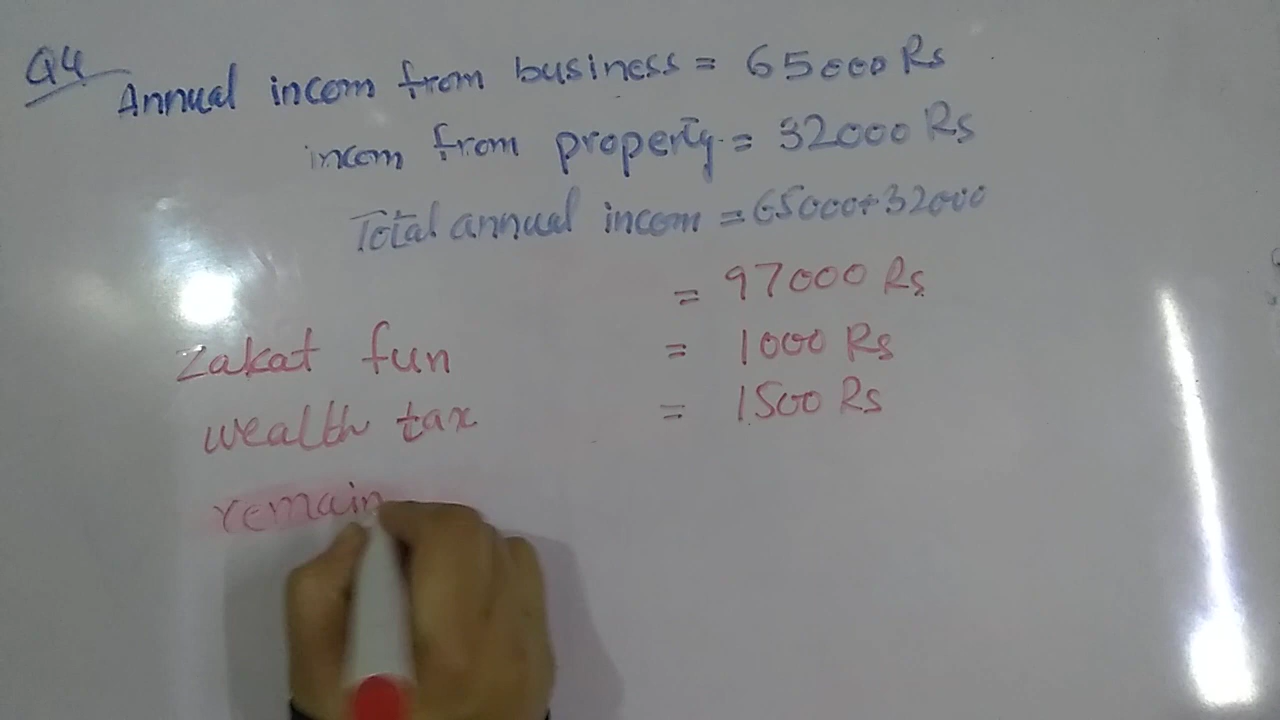 Q4
Annual incom from business = 65000 Rs
incom from property = 32000 Rs
Total annual incom = 65000+32000
= 97000 Rs
Zakat fun = 1000 Rs
wealth tax = 1500 Rs
remain